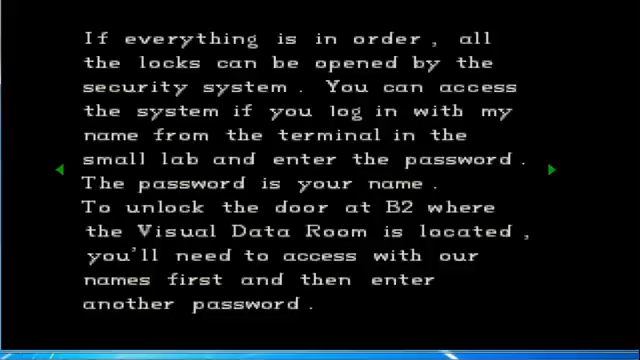 If everything is in order, all
the locks can be opened by the
security system. You can access
the system if you log in with my
name from the terminal in the
small lab and enter the password.
The password is your name.
To unlock the door at B2 where
the Visual Data Room is located,
you'll need to access with our
names first and then enter
another password.